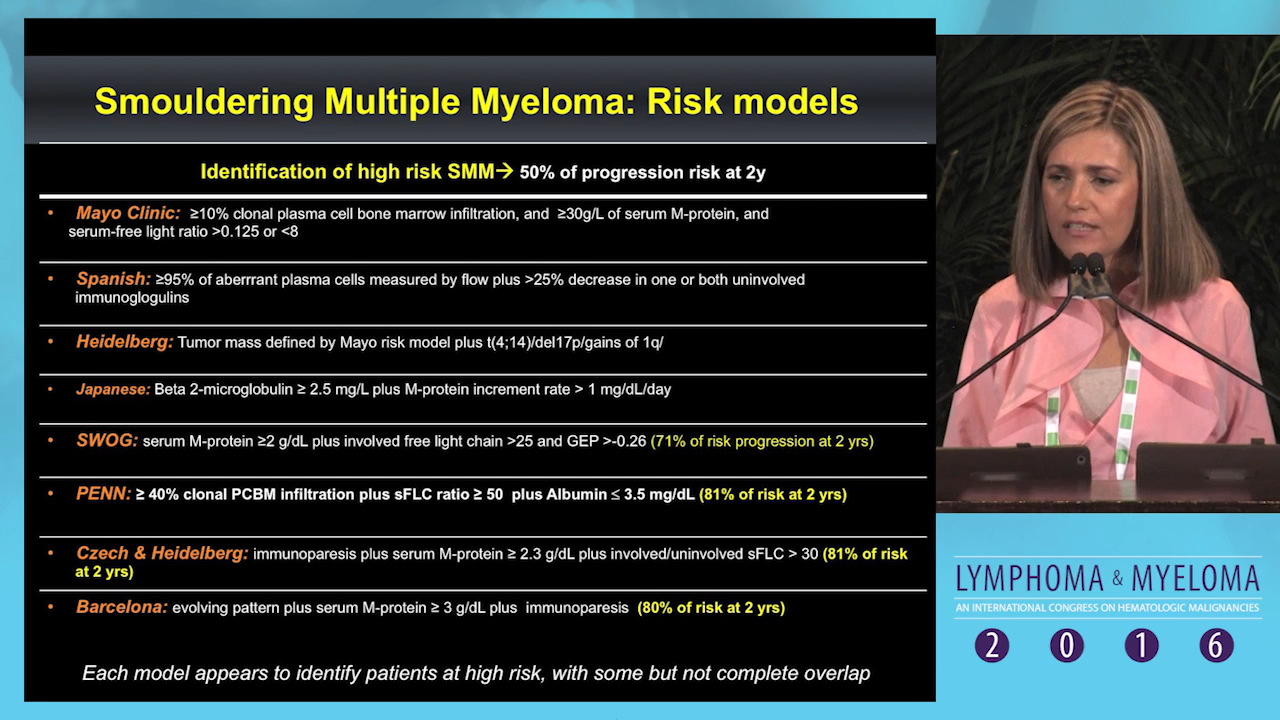 Smouldering Multiple Myeloma: Risk models
Identification of high risk SMM→ 50% of progression risk at 2y
• Mayo Clinic: ≥10% clonal plasma cell bone marrow infiltration, and ≥30g/L of serum M-protein, and
serum-free light ratio >0.125 or <8
• Spanish: ≥95% of aberrrant plasma cells measured by flow plus >25% decrease in one or both uninvolved
immunoglogulins
• Heidelberg: Tumor mass defined by Mayo risk model plus t(4;14)/del17p/gains of 1q/
• Japanese: Beta 2-microglobulin ≥ 2.5 mg/L plus M-protein increment rate > 1 mg/dL/day
• SWOG: serum M-protein ≥2 g/dL plus involved free light chain >25 and GEP >-0.26 (71% of risk progression at 2 yrs)
• PENN: ≥ 40% clonal PCBM infiltration plus sFLC ratio ≥ 50 plus Albumin ≤ 3.5 mg/dL (81% of risk at 2 yrs)
• Czech & Heidelberg: immunoparesis plus serum M-protein ≥ 2.3 g/dL plus involved/uninvolved sFLC > 30 (81% of risk
at 2 yrs)
• Barcelona: evolving pattern plus serum M-protein ≥ 3 g/dL plus immunoparesis (80% of risk at 2 yrs)
Each model appears to identify patients at high risk, with some but not complete overlap
LYMPHOMA & MYELOMA
AN INTERNATIONAL CONGRESS ON HEMATOLOGIC MALIGNANCIES
2 0 1 6